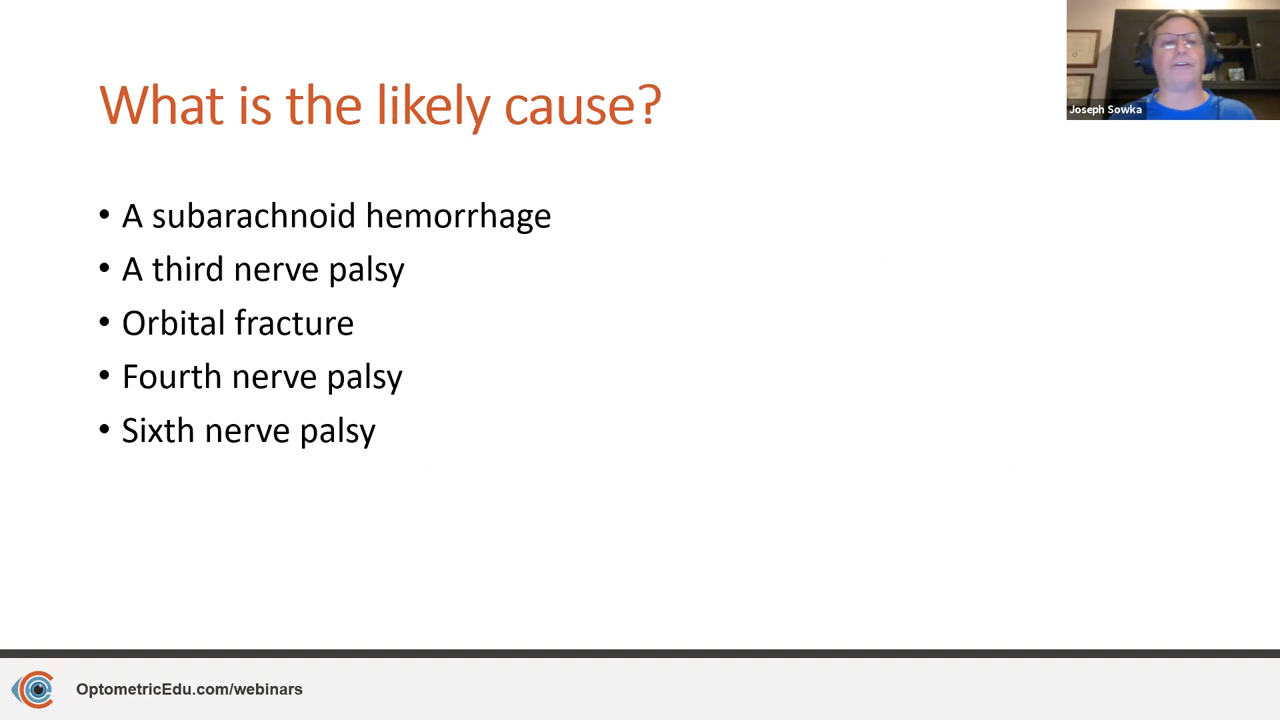 What is the likely cause?
Joseph Sowka
• A subarachnoid hemorrhage
• A third nerve palsy
• Orbital fracture
• Fourth nerve palsy
• Sixth nerve palsy
OptometricEdu.com/webinars